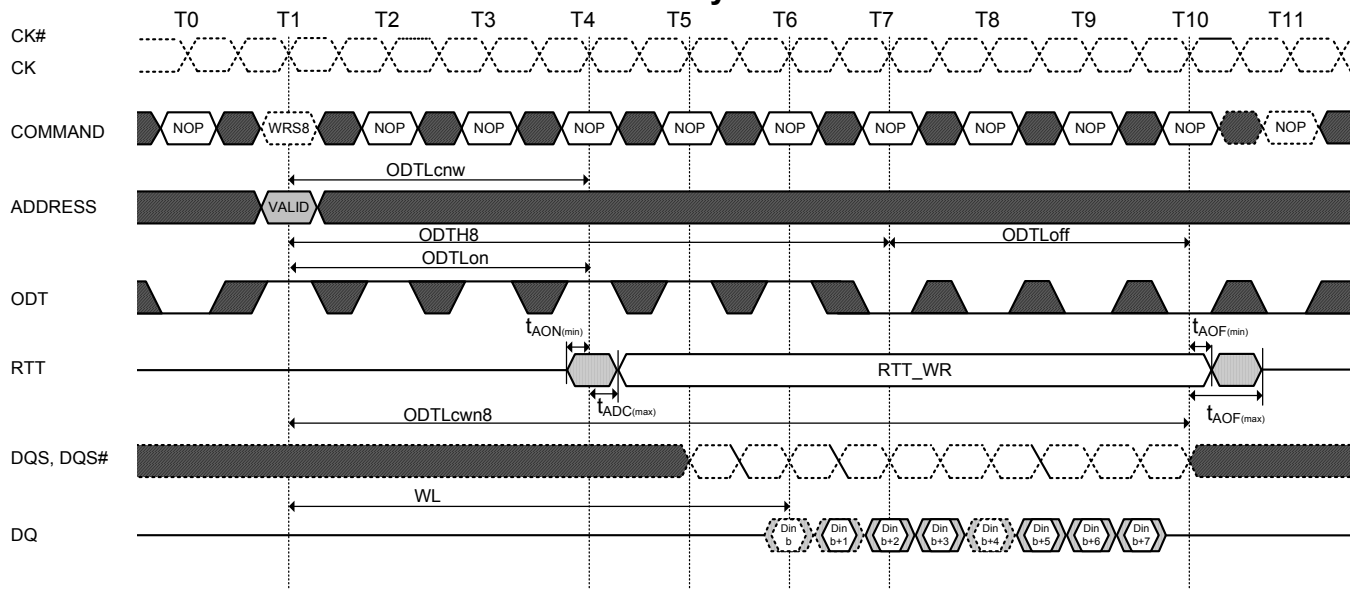 T0 T1 T2 T3 T4 T5 T6 T7 T8 T9 T10 T11
CK#
CK
COMMAND NOP WRS8 NOP NOP NOP NOP NOP NOP NOP NOP NOP NOP
ODTLcnw
ADDRESS VALID
ODTH8 ODTLoff
ODTLon
ODT
tAON(min) tAOF(min)
RTT RTT_WR
tADC(max) tAOF(max)
ODTLcwn8
DQS, DQS#
WL
DQ Din b Din b+1 Din b+2 Din b+3 Din b+4 Din b+5 Din b+6 Din b+7